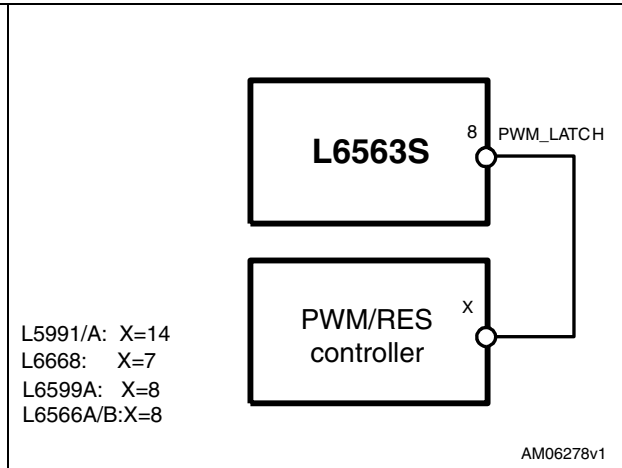 L6563S
8
PWM_LATCH
PWM/RES
controller
X
L5991/A: X=14
L6668: X=7
L6599A: X=8
L6566A/B:X=8
AM06278v1